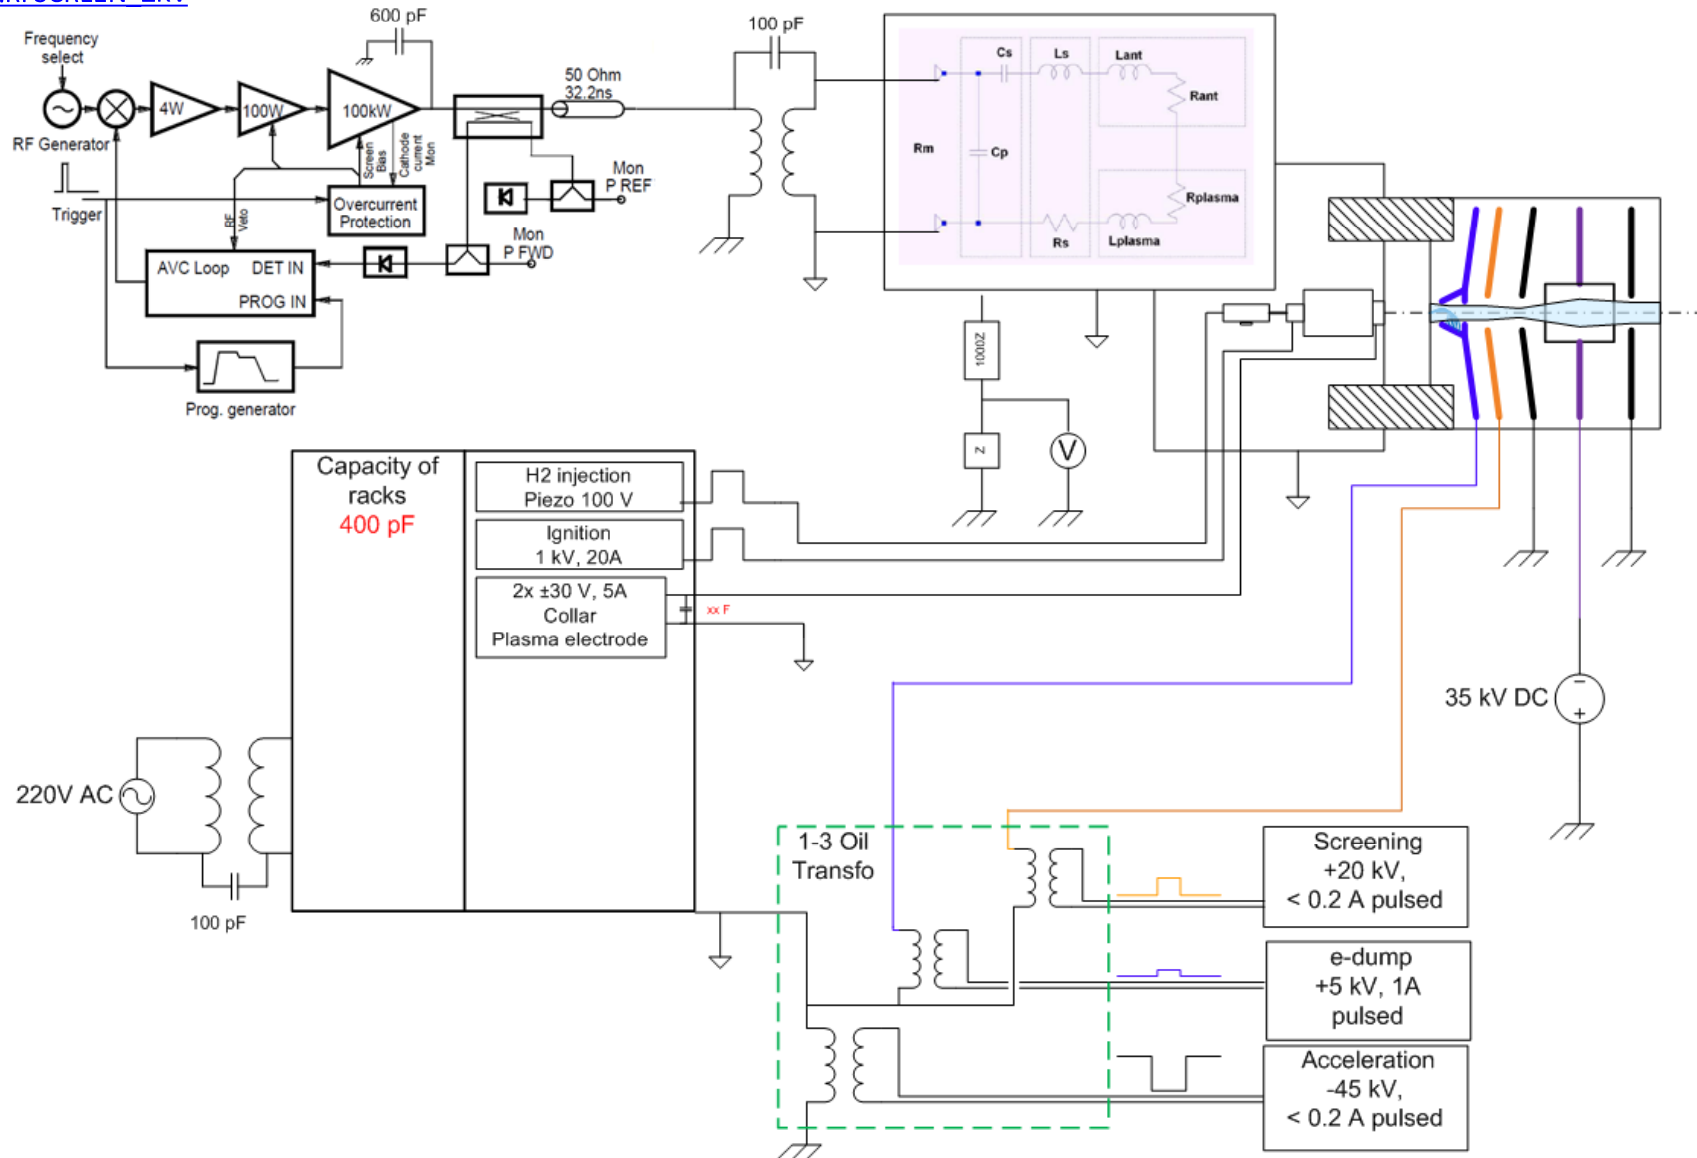 600 pF
100 pF
Frequency
select
4W
100W
100kW
50 Ohm
32.2ns
RF Generator
Screen
Bias
Cathode
current
Mon
Trigger
Overcurrent
Protection
RF
Veto
Mon
P REF
Mon
P FWD
AVC Loop
DET IN
PROG IN
Prog. generator
Cs
Ls
Lant
Rant
Rm
Cp
Rplasma
Rs
Lplasma
1000Z
Z
V
Capacity of
racks
400 pF
H2 injection
Piezo 100 V
Ignition
1 kV, 20A
2x ±30 V, 5A
Collar
Plasma electrode
xx F
35 kV DC
−
+
220V AC
100 pF
1-3 Oil
Transfo
Screening
+20 kV,
< 0.2 A pulsed
e-dump
+5 kV, 1A
pulsed
Acceleration
-45 kV,
< 0.2 A pulsed